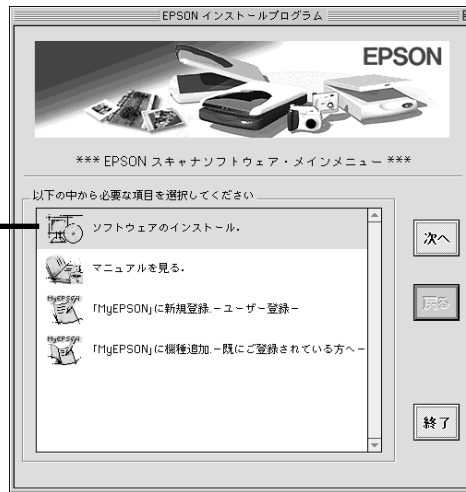 EPSON インストールプログラム
EPSON
*** EPSON スキャナソフトウェア・メインメニュー ***
以下の中から必要な項目を選択してください
ソフトウェアのインストール.
次へ
マニュアルを見る.
戻る
MyEPSON
「MyEPSON」に新規登録.－ユーザー登録－
MyEPSON
「MyEPSON」に機種追加.－既にご登録されている方へ－
終了